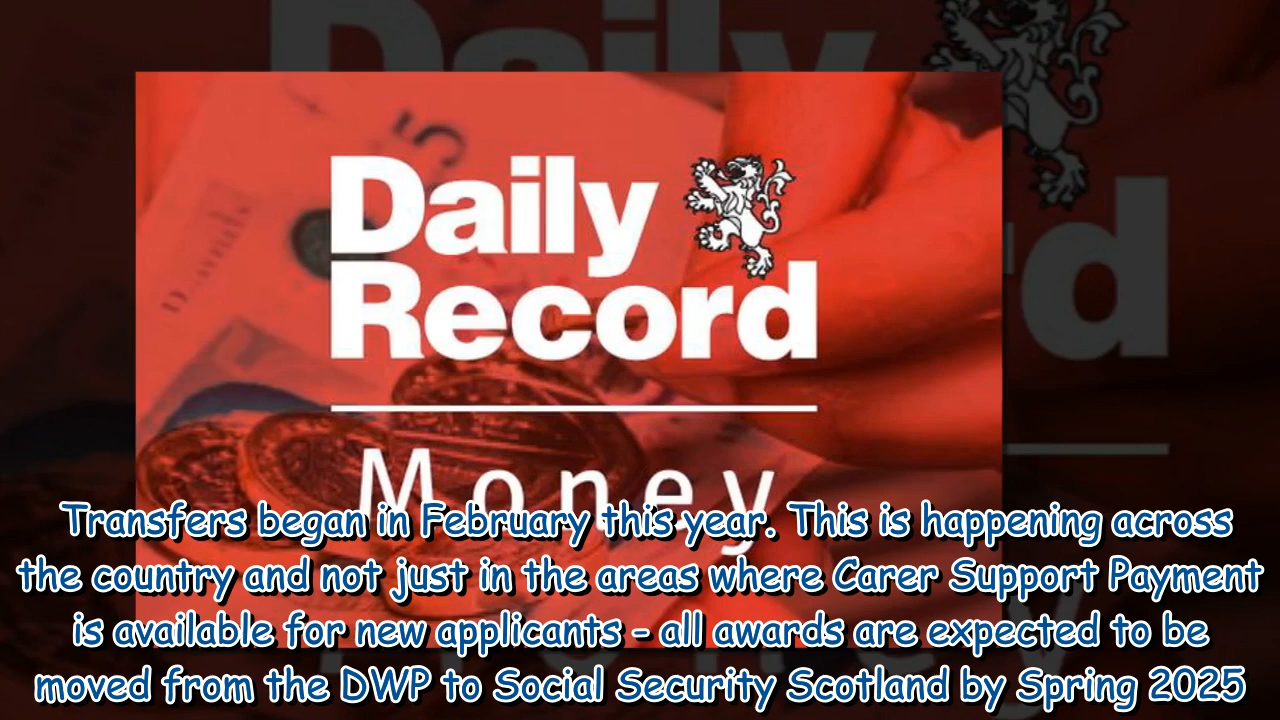 Daily
Record
Money
Transfers began in February this year. This is happening across
the country and not just in the areas where Carer Support Payment
is available for new applicants - all awards are expected to be
moved from the DWP to Social Security Scotland by Spring 2025